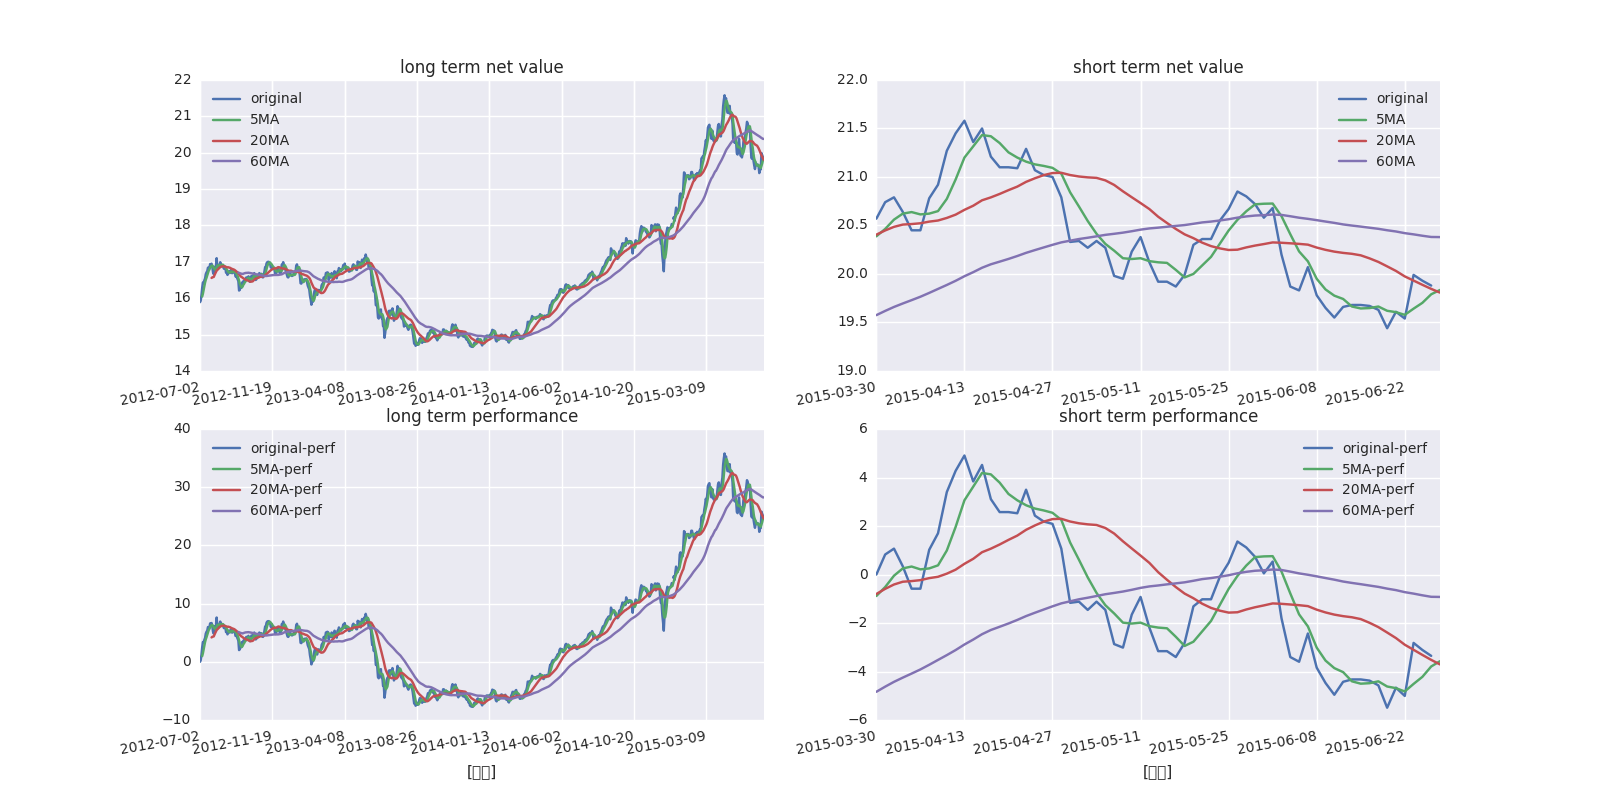 long term net value
22
21
20
19
18
17
16
15
14
original
5MA
20MA
60MA
2012-07-02
2012-11-19
2013-04-08
2013-08-26
2014-01-13
2014-06-02
2014-10-20
2015-03-09
short term net value
22.0
21.5
21.0
20.5
20.0
19.5
19.0
original
5MA
20MA
60MA
2015-03-30
2015-04-13
2015-04-27
2015-05-11
2015-05-25
2015-06-08
2015-06-22
long term performance
40
30
20
10
0
−10
original-perf
5MA-perf
20MA-perf
60MA-perf
2012-07-02
2012-11-19
2013-04-08
2013-08-26
2014-01-13
2014-06-02
2014-10-20
2015-03-09
short term performance
6
4
2
0
−2
−4
−6
original-perf
5MA-perf
20MA-perf
60MA-perf
2015-03-30
2015-04-13
2015-04-27
2015-05-11
2015-05-25
2015-06-08
2015-06-22